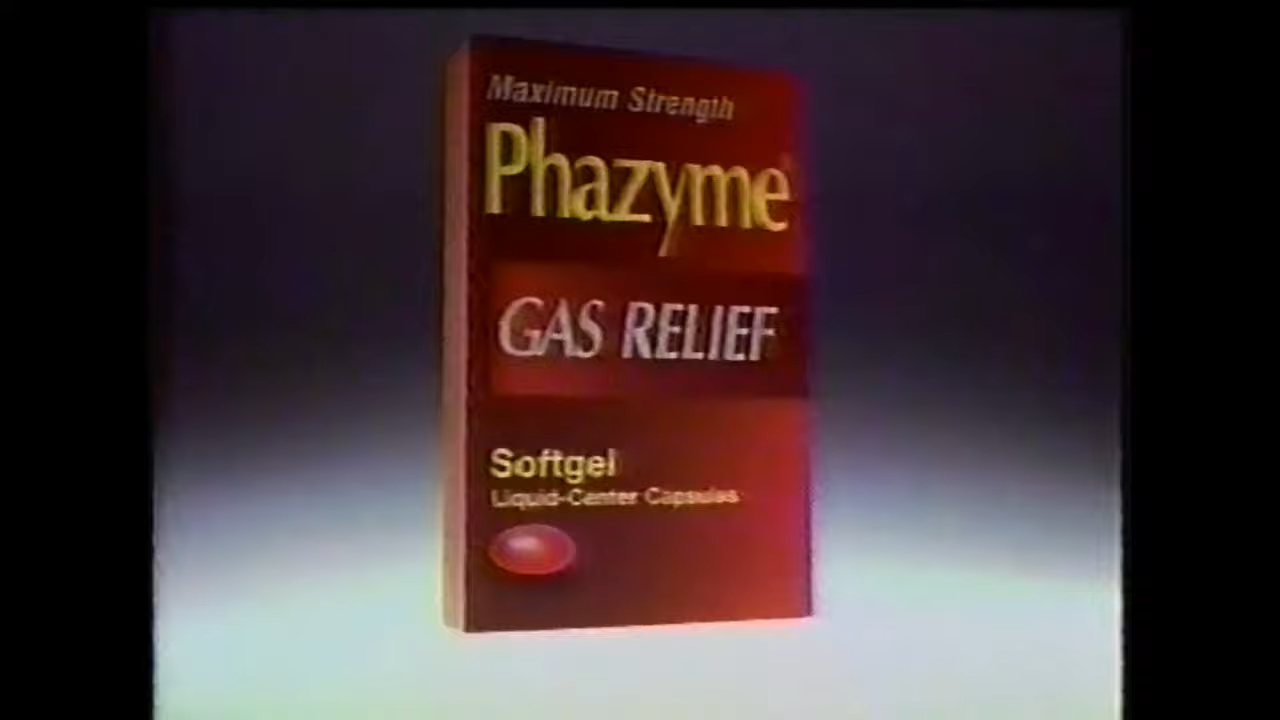 Maximum Strength
Phazyme
GAS RELIEF
Softgel
Liquid-Center Capsules